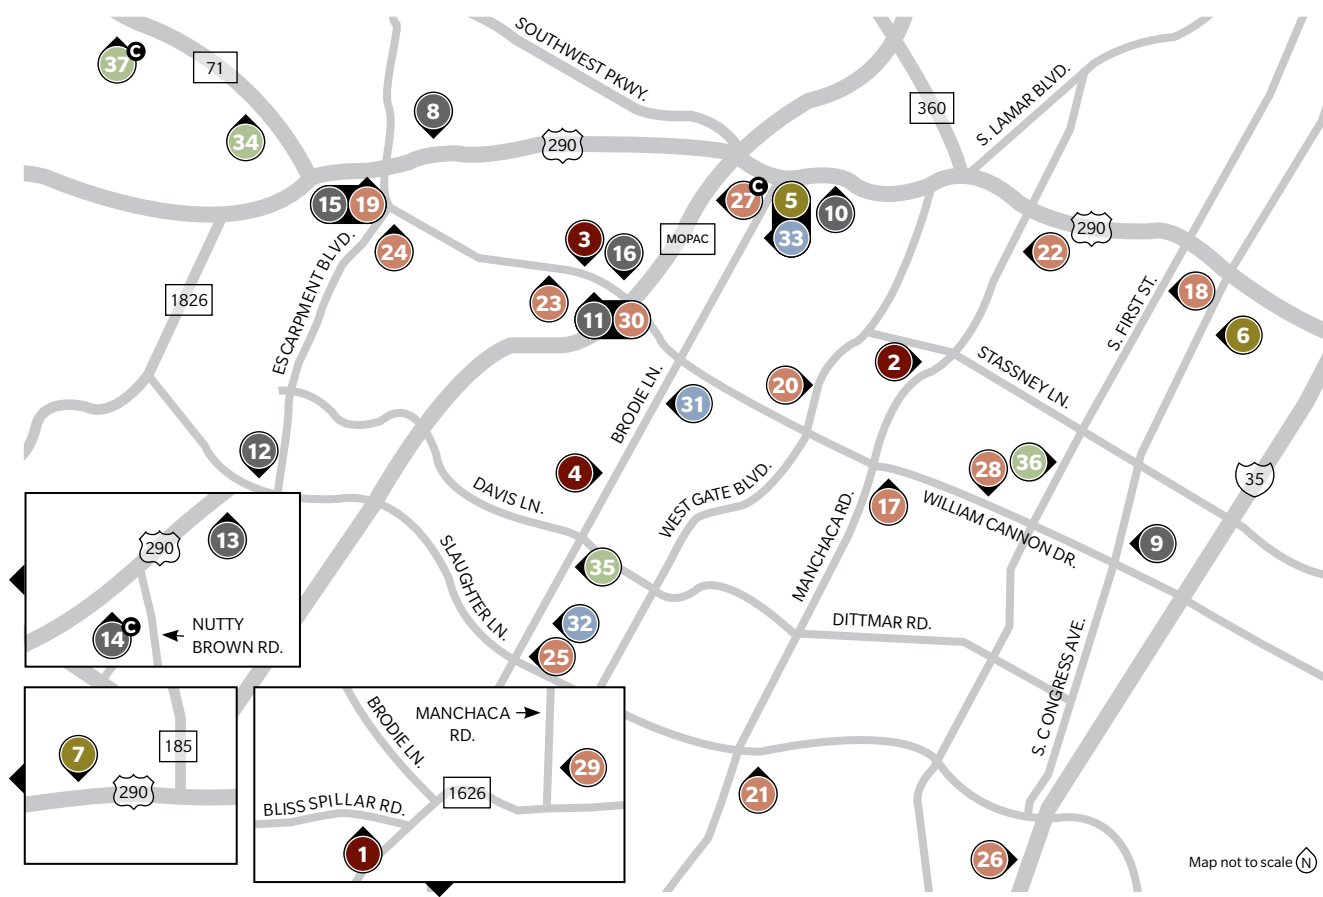 SOUTHWEST PKWY.
37
C
71
8
360
S. LAMAR BLVD.
34
290
15
19
27
C
5
10
33
3
16
MOPAC
290
24
22
1826
ESCARPMENT BLVD.
23
11
30
S. FIRST ST.
18
6
2
STASSNEY LN.
20
31
BRODIE LN.
12
4
28
36
35
DAVIS LN.
WEST GATE BLVD.
17
WILLIAM CANNON DR.
MANCHACA RD.
13
290
9
SLAUGHTER LN.
35
14
C
NUTTY
BROWN RD.
32
DITTMAR RD.
25
S. CONGRESS AVE.
7
185
290
BRODIE LN.
MANCHACA
RD.
29
1626
BLISS SPILLAR RD.
1
21
26
Map not to scale N